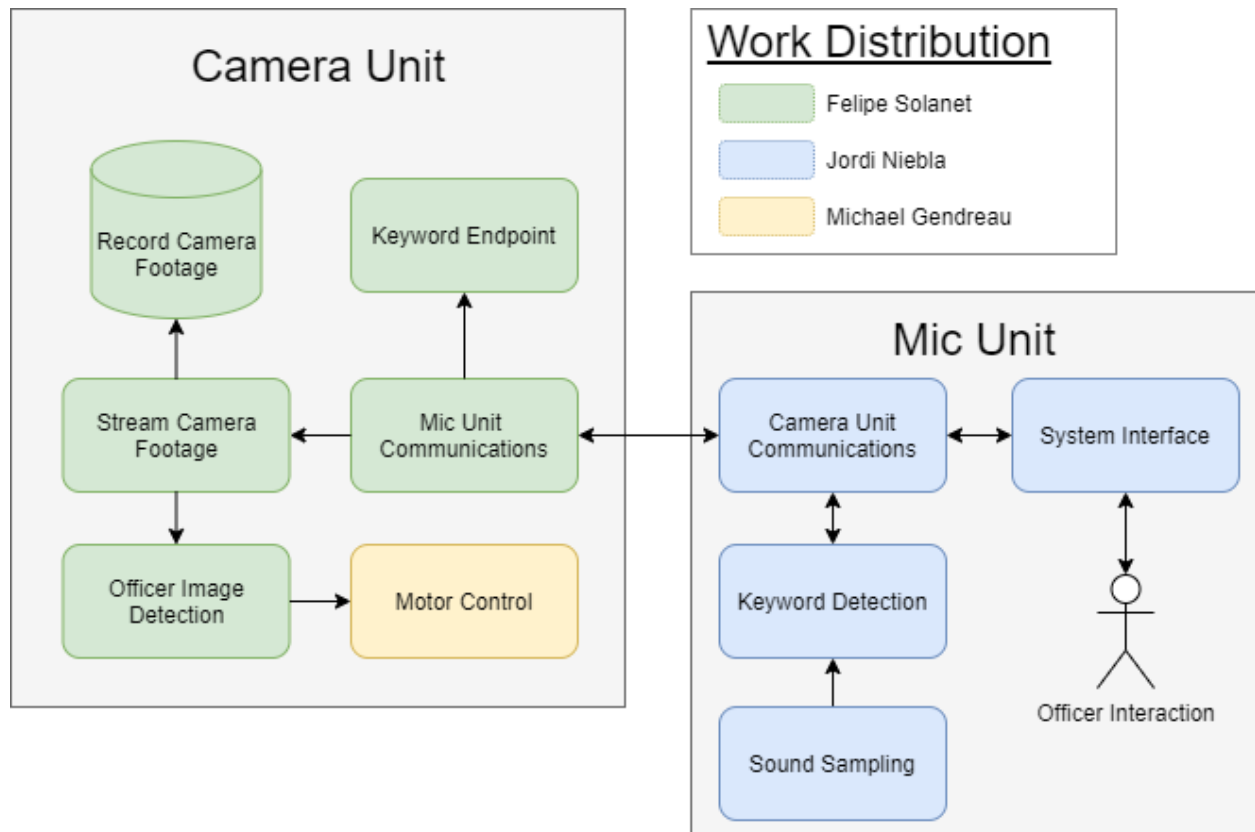 Camera Unit
Record Camera
Footage
Keyword Endpoint
Stream Camera
Footage
Mic Unit
Communications
Officer Image
Detection
Motor Control
Work Distribution
Felipe Solanet
Jordi Niebla
Michael Gendreau
Mic Unit
Camera Unit
Communications
System Interface
Keyword Detection
Officer Interaction
Sound Sampling